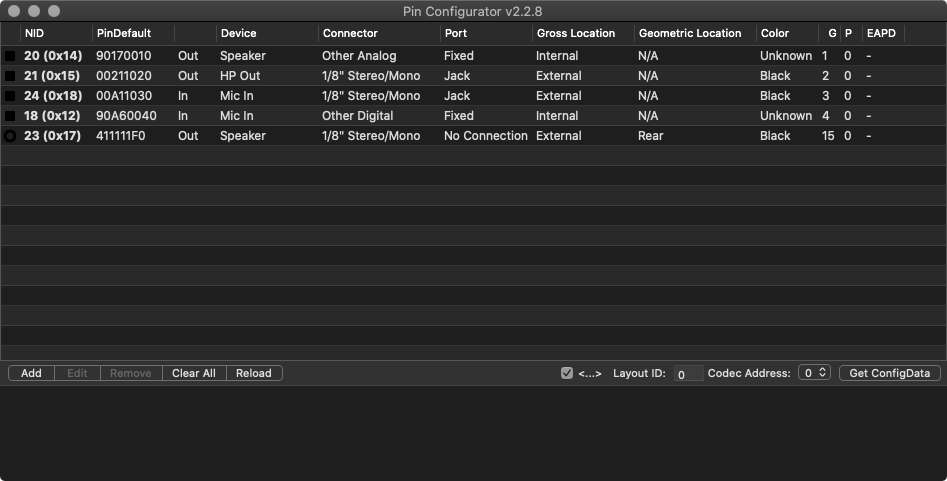 Pin Configurator v2.2.8
NID PinDefault Device Connector Port Gross Location Geometric Location Color G P EAPD
20 (0x14) 90170010 Out Speaker Other Analog Fixed Internal N/A Unknown 1 0 -
21 (0x15) 00211020 Out HP Out 1/8" Stereo/Mono Jack External N/A Black 2 0 -
24 (0x18) 00A11030 In Mic In 1/8" Stereo/Mono Jack External N/A Black 3 0 -
18 (0x12) 90A60040 In Mic In Other Digital Fixed Internal N/A Unknown 4 0 -
23 (0x17) 411111F0 Out Speaker 1/8" Stereo/Mono No Connection External Rear Black 15 0 -
Add Edit Remove Clear All Reload <...> Layout ID: 0 Codec Address: 0 Get ConfigData